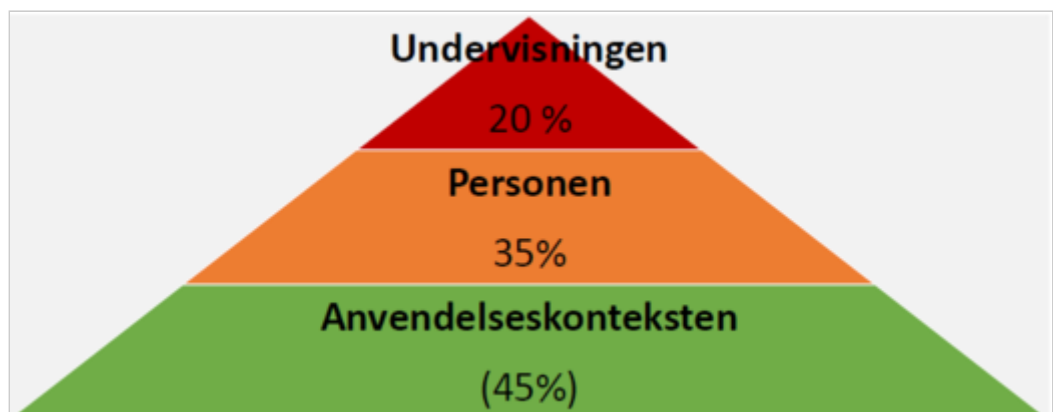 Undervisningen
20 %
Personen
35%
Anvendelseskonteksten
(45%)